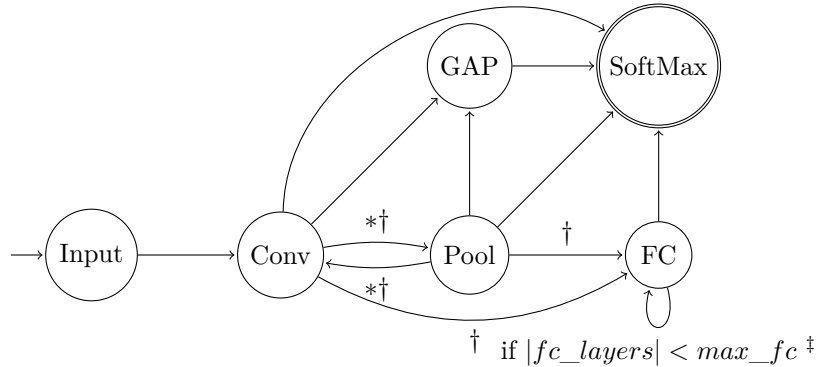 GAP
SoftMax
*†
Input
Conv
Pool
†
FC
*†
†
if |fc_layers| < max_fc ‡